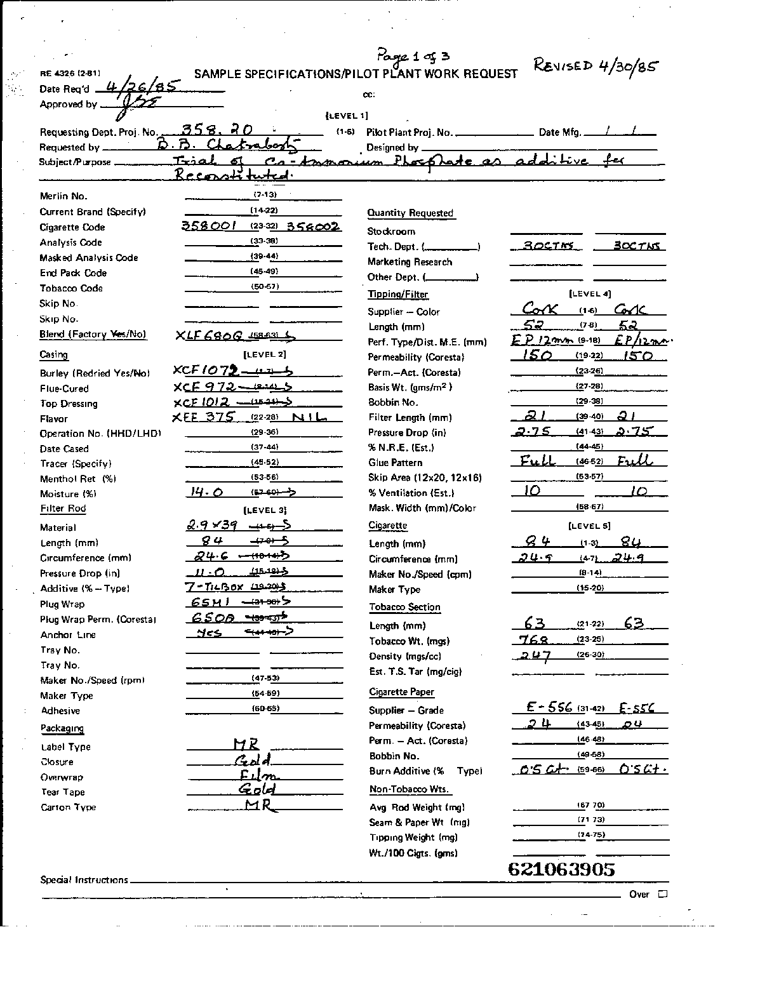 Page 1 of 3
REVISED 4/30/85
RE 4326 (2-81)
SAMPLE SPECIFICATIONS/PILOT PLANT WORK REQUEST
Date Req'd 4/26/85
cc:
Approved by
[LEVEL 1]
Requesting Dept. Proj. No. 358.20 (1-6) Pilot Plant Proj. No. Date Mfg. / /
Requested by B.B. Chakraborty Designed by
Subject/Purpose Trial of Ca-Ammonium Phosphate as additive for
Reconstituted.
Merlin No. (7-13)
Current Brand (Specify) (14-22)
Cigarette Code 358001 (23-32) 358002
Analysis Code (33-38)
Masked Analysis Code (39-44)
End Pack Code (45-49)
Tobacco Code (50-57)
Skip No.
Skip No.
Blend (Factory Yes/No) XLF680G (58-63)
Casing [LEVEL 2]
Burley (Redried Yes/No) XCF1072 (1-7)
Flue-Cured XCF972 (8-14)
Top Dressing XCF1012 (15-21)
Flavor XEE 375 (22-28) NIL
Operation No. (HHD/LHD) (29-36)
Date Cased (37-44)
Tracer (Specify) (45-52)
Menthol Ret (%) (53-56)
Moisture (%) 14.0 (57-60)
Filter Rod [LEVEL 3]
Material 2.9 x 39 (1-6)
Length (mm) 84 (7-9)
Circumference (mm) 24.6 (10-14)
Pressure Drop (in) 11.0 (15-18)
Additive (% – Type) 7-TILBOX (19-30)
Plug Wrap 65M1 (31-38)
Plug Wrap Perm. (Coresta) 6500 (39-43)
Anchor Line Yes (44-46)
Tray No.
Tray No.
Maker No./Speed (rpm) (47-53)
Maker Type (54-59)
Adhesive (60-65)
Packaging
Label Type MR
Closure Gold
Overwrap Film
Tear Tape Gold
Carton Type MR
Quantity Requested
Stockroom
Tech. Dept. ( ) 30CTNS 30CTNS
Marketing Research
Other Dept. ( )
Tipping/Filter [LEVEL 4]
Supplier – Color Cork (1-6) Cork
Length (mm) 52 (7-8) 52
Perf. Type/Dist. M.E. (mm) EP 12mm (9-18) EP/12mm.
Permeability (Coresta) 150 (19-22) 150
Perm.–Act. (Coresta) (23-26)
Basis Wt. (gms/m²) (27-28)
Bobbin No. (29-38)
Filter Length (mm) 21 (39-40) 21
Pressure Drop (in) 2.75 (41-43) 2.75
% N.R.E. (Est.) (44-45)
Glue Pattern Full (46-52) Full
Skip Area (12x20, 12x16) (53-57)
% Ventilation (Est.) 10 10
Mask. Width (mm)/Color (58-67)
Cigarette [LEVEL 5]
Length (mm) 84 (1-3) 84
Circumference (mm) 24.9 (4-7) 24.9
Maker No./Speed (cpm) (8-14)
Maker Type (15-20)
Tobacco Section
Length (mm) 63 (21-22) 63
Tobacco Wt. (mgs) 768 (23-25)
Density (mgs/cc) 247 (26-30)
Est. T.S. Tar (mg/cig)
Cigarette Paper
Supplier – Grade E-556 (31-42) E-556
Permeability (Coresta) 24 (43-45) 24
Perm. – Act. (Coresta) (46-48)
Bobbin No. (49-58)
Burn Additive (% Type) 0.5 Cit. (59-66) 0.5 Cit.
Non-Tobacco Wts.
Avg Rod Weight (mg) (67 70)
Seam & Paper Wt (mg) (71 73)
Tipping Weight (mg) (74-75)
Wt./100 Cigts. (gms)
621063905
Special Instructions
Over